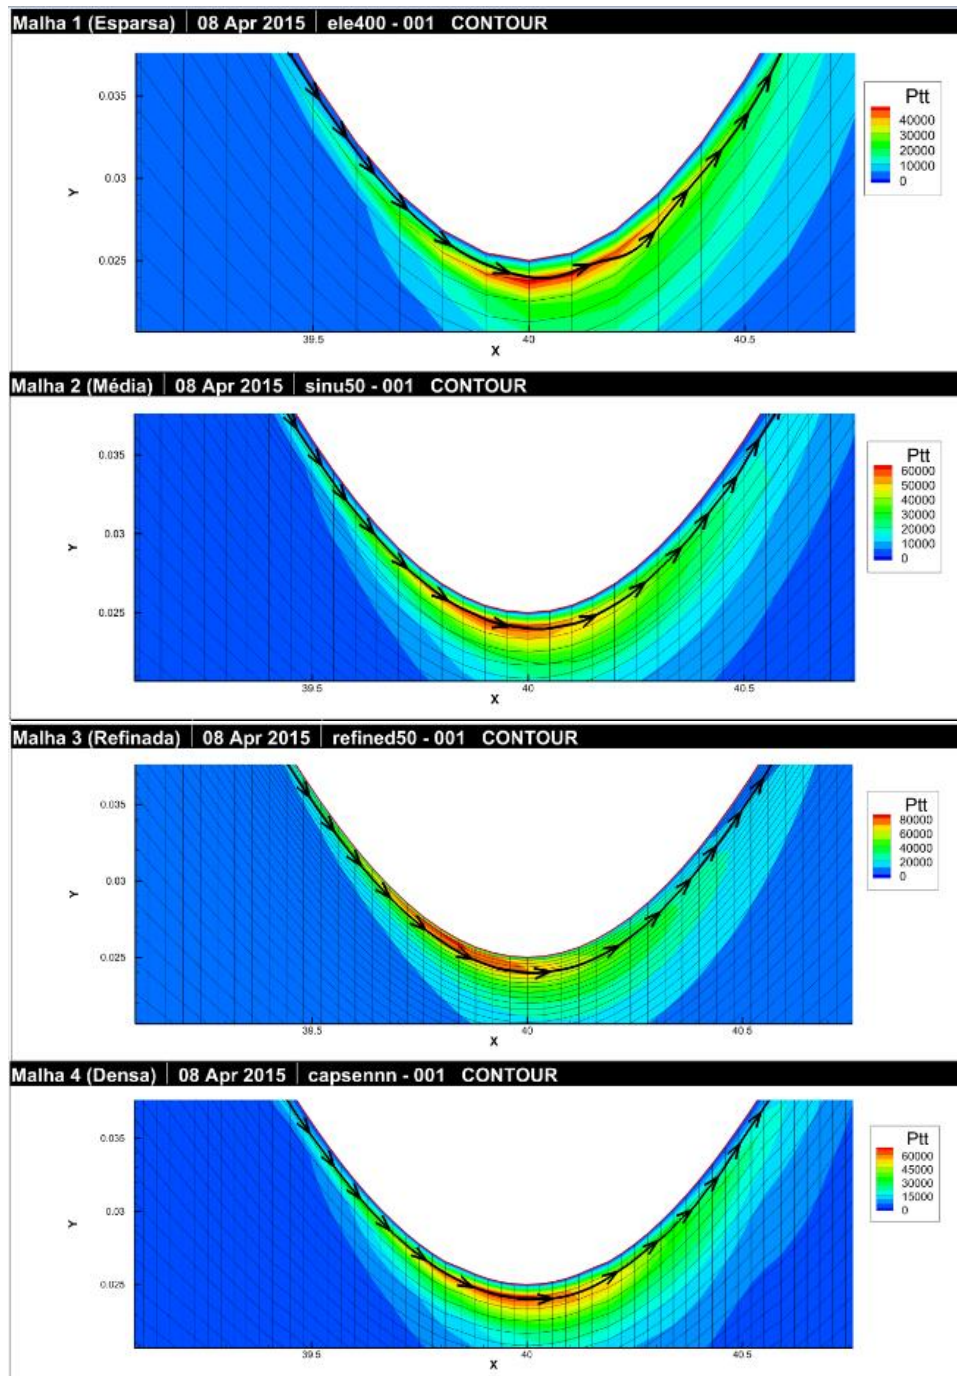 Malha 1 (Esparsa) | 08 Apr 2015 | ele400 - 001 CONTOUR
Ptt
40000
30000
20000
10000
0
0.035
0.03
0.025
Y
39.5 40 40.5
X
Malha 2 (Média) | 08 Apr 2015 | sinu50 - 001 CONTOUR
Ptt
60000
50000
40000
30000
20000
10000
0
0.035
0.03
0.025
Y
39.5 40 40.5
X
Malha 3 (Refinada) | 08 Apr 2015 | refined50 - 001 CONTOUR
Ptt
80000
60000
40000
20000
0
0.035
0.03
0.025
Y
39.5 40 40.5
X
Malha 4 (Densa) | 08 Apr 2015 | capsennn - 001 CONTOUR
Ptt
60000
45000
30000
15000
0
0.035
0.03
0.025
Y
39.5 40 40.5
X